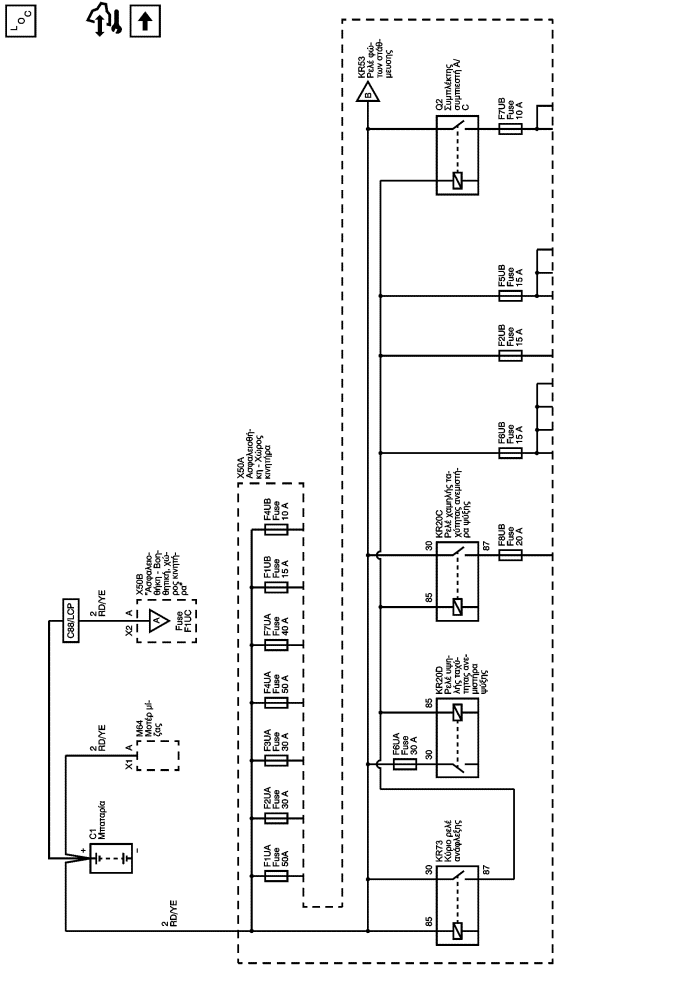 L O C
KR53
Ρελέ φώ-
των στάθ-
μευσης
B
Q2
Συμπλέκτης
συμπιεστή A/
C
F7UB
Fuse
10 A
F5UB
Fuse
15 A
F2UB
Fuse
15 A
F6UB
Fuse
15 A
KR20C
Ρελέ χαμηλής τα-
χύτητας ανεμιστή-
ρα ψύξης
30
87
85
F8UB
Fuse
20 A
KR20D
Ρελέ υψη-
λής ταχύ-
τητας ανε-
μιστήρα
ψύξης
85
30
F6UA
Fuse
30 A
KR73
Κύριο ρελέ
ανάφλεξης
30
87
85
X50A
Ασφαλειοθή-
κη - Χώρος
κινητήρα
F4UB
Fuse
10 A
F1UB
Fuse
15 A
F7UA
Fuse
40 A
F4UA
Fuse
50 A
F3UA
Fuse
30 A
F2UA
Fuse
30 A
F1UA
Fuse
50A
X50B
"Ασφαλειο-
θήκη - Βοη-
θητική, χώ-
ρος κινητή-
ρα"
A
Fuse
F1UC
X2
A
2
RD/YE
C88/LCP
M64
Μοτέρ μί-
ζας
X1
A
2
RD/YE
C1
Μπαταρία
+
-
2
RD/YE